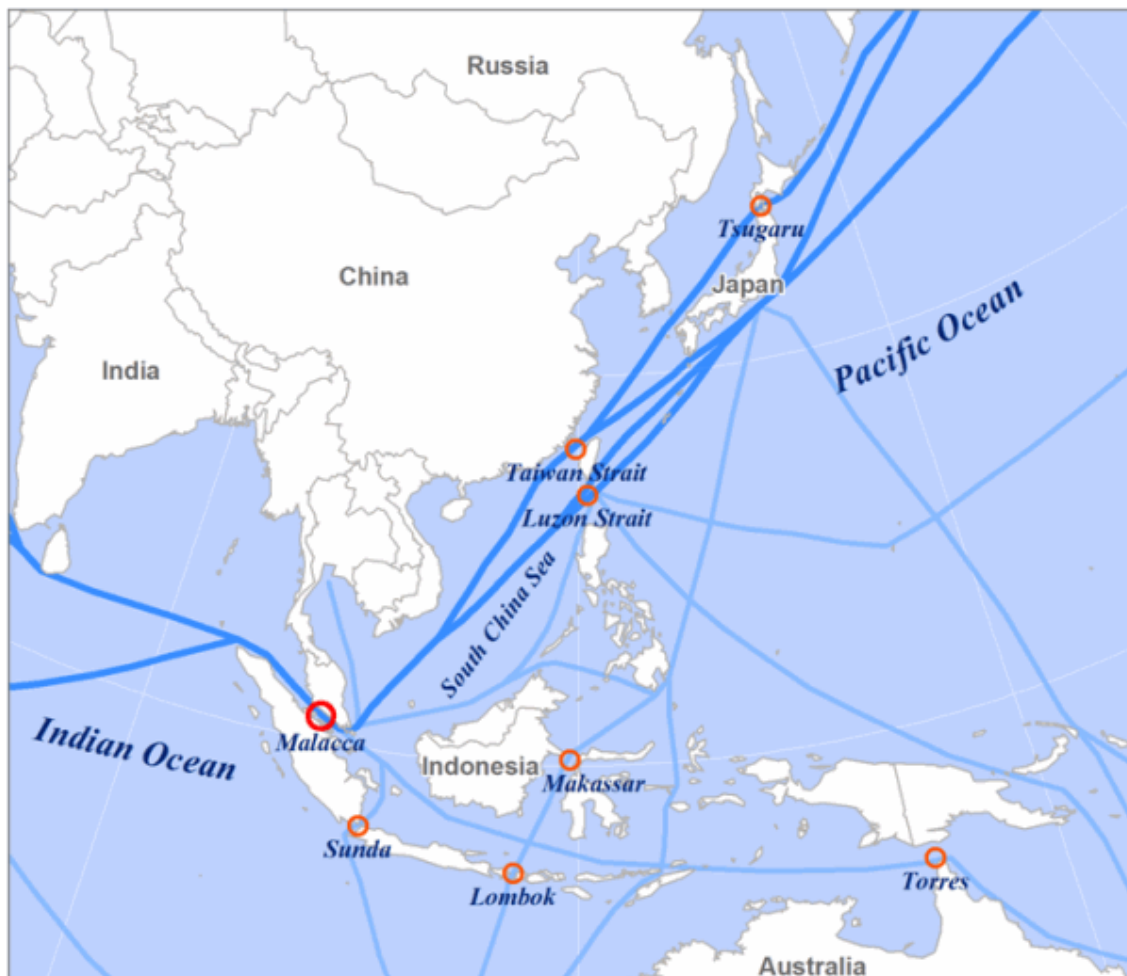 Russia
Tsugaru
China
Japan
Pacific Ocean
India
Taiwan Strait
Luzon Strait
South China Sea
Indian Ocean
Malacca
Indonesia
Makassar
Sunda
Lombok
Torres
Australia